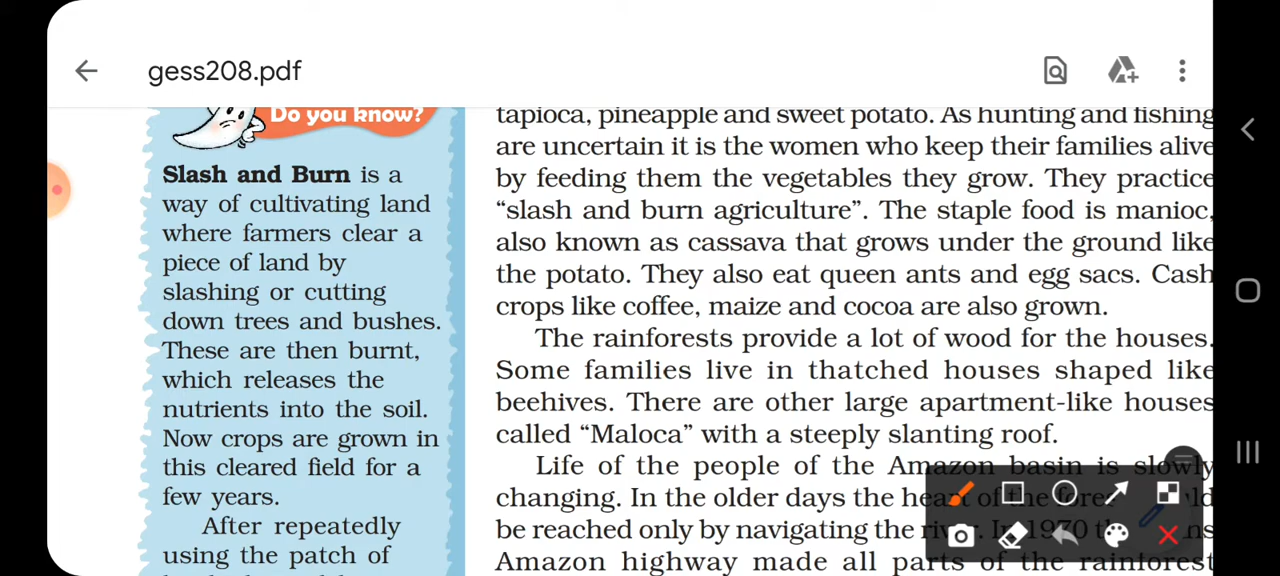 gess208.pdf
Do you know?
Slash and Burn is a
way of cultivating land
where farmers clear a
piece of land by
slashing or cutting
down trees and bushes.
These are then burnt,
which releases the
nutrients into the soil.
Now crops are grown in
this cleared field for a
few years.
After repeatedly
using the patch of
tapioca, pineapple and sweet potato. As hunting and fishing
are uncertain it is the women who keep their families alive
by feeding them the vegetables they grow. They practice
“slash and burn agriculture”. The staple food is manioc,
also known as cassava that grows under the ground like
the potato. They also eat queen ants and egg sacs. Cash
crops like coffee, maize and cocoa are also grown.
The rainforests provide a lot of wood for the houses.
Some families live in thatched houses shaped like
beehives. There are other large apartment-like houses
called “Maloca” with a steeply slanting roof.
Life of the people of the Amazon basin is slowly
changing. In the older days the heart of the
be reached only by navigating the river. In 1970
Amazon highway made all parts of the rainforest